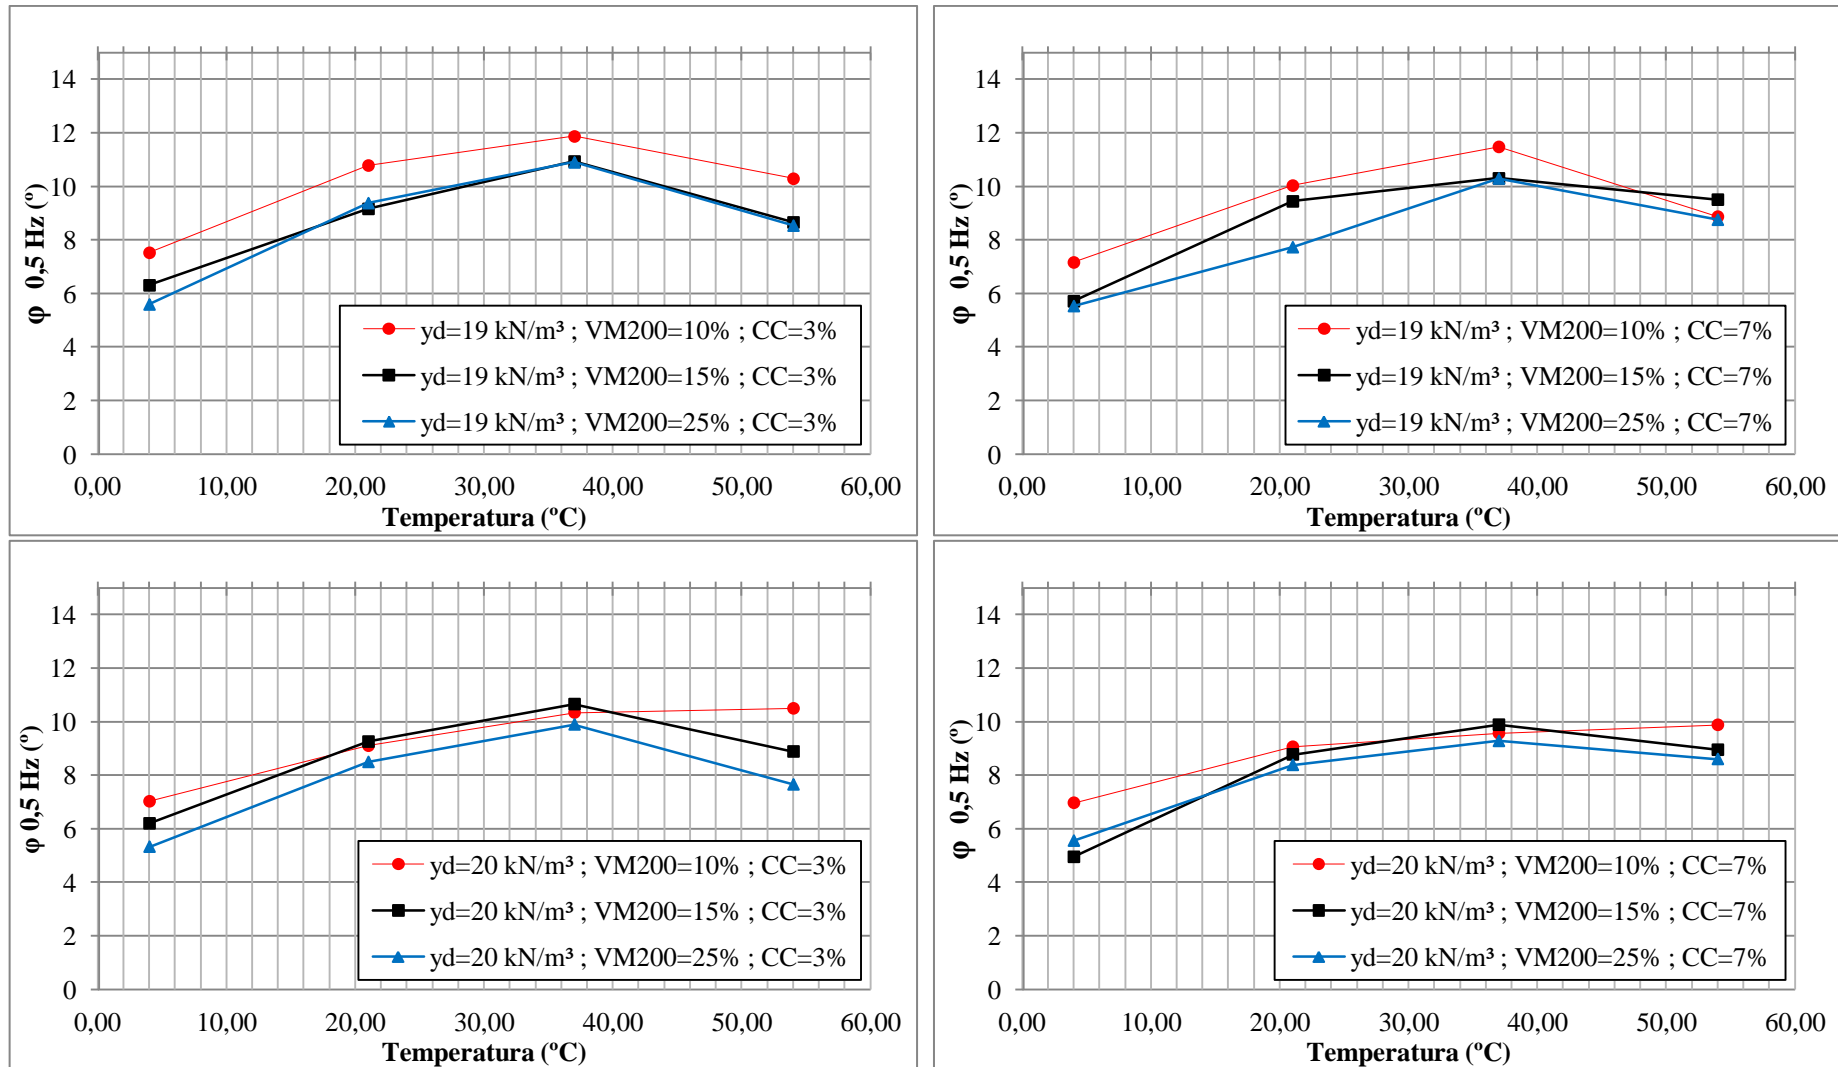 14
12
10
8
6
4
2
0
φ 0,5 Hz (º)
yd=19 kN/m³ ; VM200=10% ; CC=3%
yd=19 kN/m³ ; VM200=15% ; CC=3%
yd=19 kN/m³ ; VM200=25% ; CC=3%
0,00 10,00 20,00 30,00 40,00 50,00 60,00
Temperatura (ºC)
14
12
10
8
6
4
2
0
φ 0,5 Hz (º)
yd=19 kN/m³ ; VM200=10% ; CC=7%
yd=19 kN/m³ ; VM200=15% ; CC=7%
yd=19 kN/m³ ; VM200=25% ; CC=7%
0,00 10,00 20,00 30,00 40,00 50,00 60,00
Temperatura (ºC)
14
12
10
8
6
4
2
0
φ 0,5 Hz (º)
yd=20 kN/m³ ; VM200=10% ; CC=3%
yd=20 kN/m³ ; VM200=15% ; CC=3%
yd=20 kN/m³ ; VM200=25% ; CC=3%
0,00 10,00 20,00 30,00 40,00 50,00 60,00
Temperatura (ºC)
14
12
10
8
6
4
2
0
φ 0,5 Hz (º)
yd=20 kN/m³ ; VM200=10% ; CC=7%
yd=20 kN/m³ ; VM200=15% ; CC=7%
yd=20 kN/m³ ; VM200=25% ; CC=7%
0,00 10,00 20,00 30,00 40,00 50,00 60,00
Temperatura (ºC)